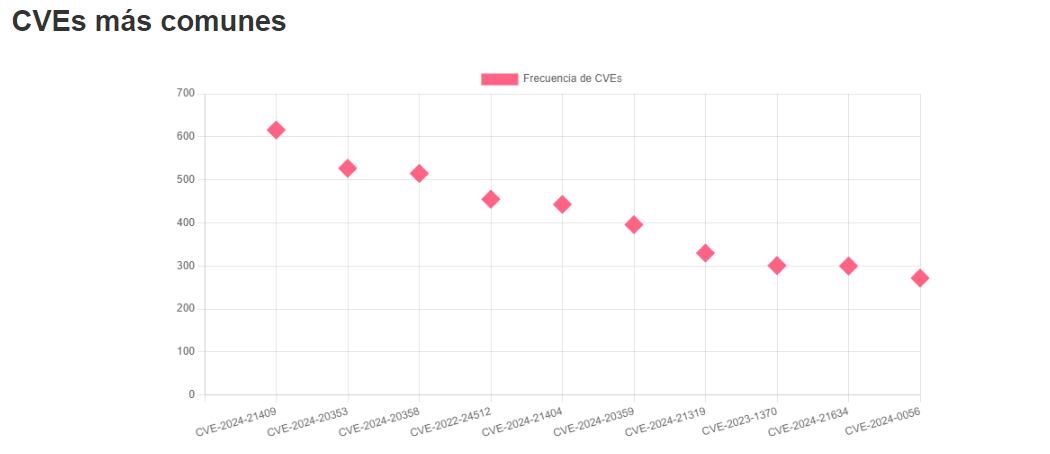 CVEs más comunes
Frecuencia de CVEs
700
600
500
400
300
200
100
0
CVE-2024-21409
CVE-2024-20353
CVE-2024-20358
CVE-2022-24512
CVE-2024-21404
CVE-2024-20359
CVE-2024-21319
CVE-2023-1370
CVE-2024-21634
CVE-2024-0056